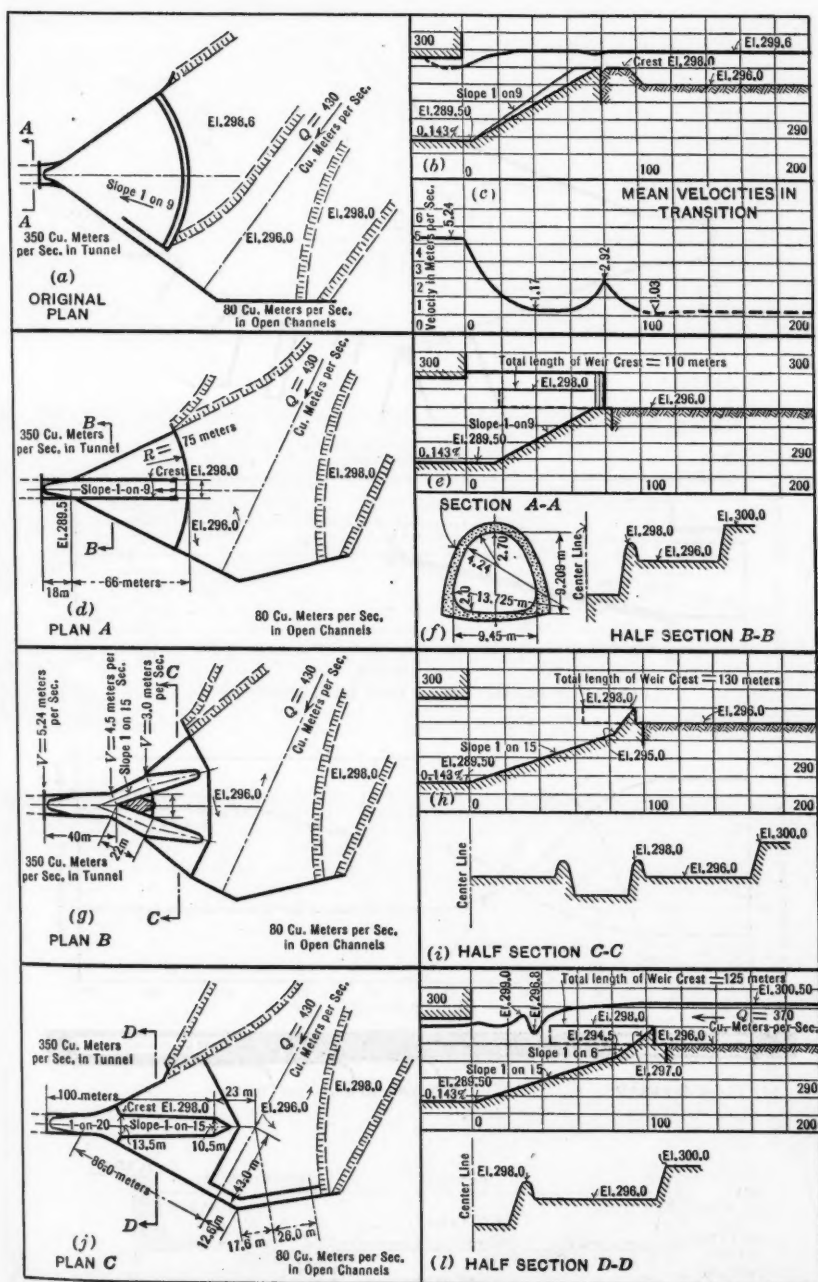 A
A
El.298.6
Q = 430
Cu. Meters per Sec.
Slope 1 on 9
El.296.0
El.298.0
350 Cu. Meters
per Sec. in Tunnel
(a)
ORIGINAL
PLAN
80 Cu. Meters per Sec.
in Open Channels
300
El.299.6
Crest El.298.0
El.296.0
Slope 1 on 9
El.289.50
0.143%
290
(b)
0
100
200
(c)
MEAN VELOCITIES IN
TRANSITION
Velocity in Meters per Sec.
6
5
4
3
2
1
0
5.24
1.17
2.92
1.03
0
100
200
B
B
350 Cu. Meters
per Sec. in Tunnel
R = 75 meters
Crest El.298.0
Slope-1-on-9
El.289.5
El.296.0
El.298.0
Q = 430
Cu. Meters per Sec.
18m
66 meters
(d)
PLAN A
80 Cu. Meters per Sec.
in Open Channels
300
Total length of Weir Crest = 110 meters
300
El.298.0
El.296.0
Slope-1-on9
El.289.50
0.143%
290
(e)
0
100
200
SECTION A-A
2.70
4.24
2.0
13.725 m
9.209 m
9.45 m
(f)
Center Line
El.298.0
El.300.0
El.296.0
HALF SECTION B-B
V = 5.24 meters
per Sec.
V = 4.5 meters per
Sec.
Slope 1 on 15
V = 3.0 meters
per Sec.
C
C
Q = 430
Cu. Meters per Sec.
El.296.0
El.298.0
40m
22m
350 Cu. Meters
per Sec. in Tunnel
(g)
PLAN B
80 Cu. Meters per Sec.
in Open Channels
300
Total length of Weir Crest = 130 meters
El.298.0
El.296.0
Slope 1 on 15
El.295.0
El.289.50
0.143%
290
(h)
0
100
200
Center Line
El.298.0
El.300.0
El.296.0
(i) HALF SECTION C-C
D
D
350 Cu. Meters
per Sec. in Tunnel
Q = 430
Cu. Meters per Sec.
100 meters
Crest El.298.0
23 m
El.296.0
El.298.0
1-on-20
Slope-1-on-15
13.5m
10.5m
86.0 meters
43.0 m
12.6 m
17.6 m
26.0 m
(j)
PLAN C
80 Cu. Meters per Sec.
in Open Channels
300
El.299.0
El.296.8
Total length of Weir Crest = 125 meters
El.300.50
Q = 370
Cu. Meters-per-Sec.
El.298.0
El.294.5
El.296.0
Slope 1 on 6
El.297.0
Slope 1 on 15
El.289.50
0.143%
290
0
100
200
Center Line
El.298.0
El.300.0
El.296.0
(l) HALF SECTION D-D